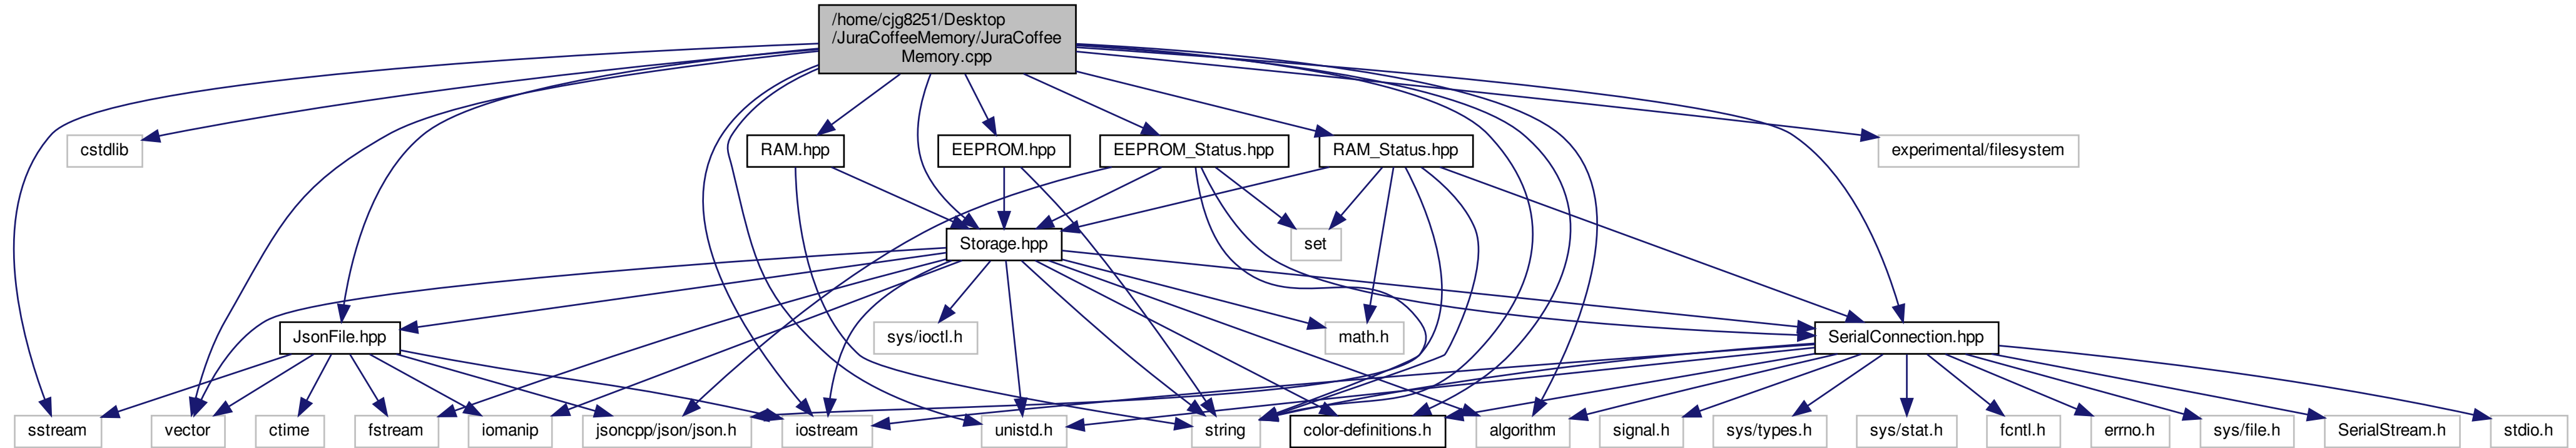 /home/cjg8251/Desktop
/JuraCoffeeMemory/JuraCoffee
Memory.cpp
cstdlib
RAM.hpp
EEPROM.hpp
EEPROM_Status.hpp
RAM_Status.hpp
experimental/filesystem
Storage.hpp
set
JsonFile.hpp
sys/ioctl.h
math.h
SerialConnection.hpp
sstream
vector
ctime
fstream
iomanip
jsoncpp/json/json.h
iostream
unistd.h
string
color-definitions.h
algorithm
signal.h
sys/types.h
sys/stat.h
fcntl.h
errno.h
sys/file.h
SerialStream.h
stdio.h